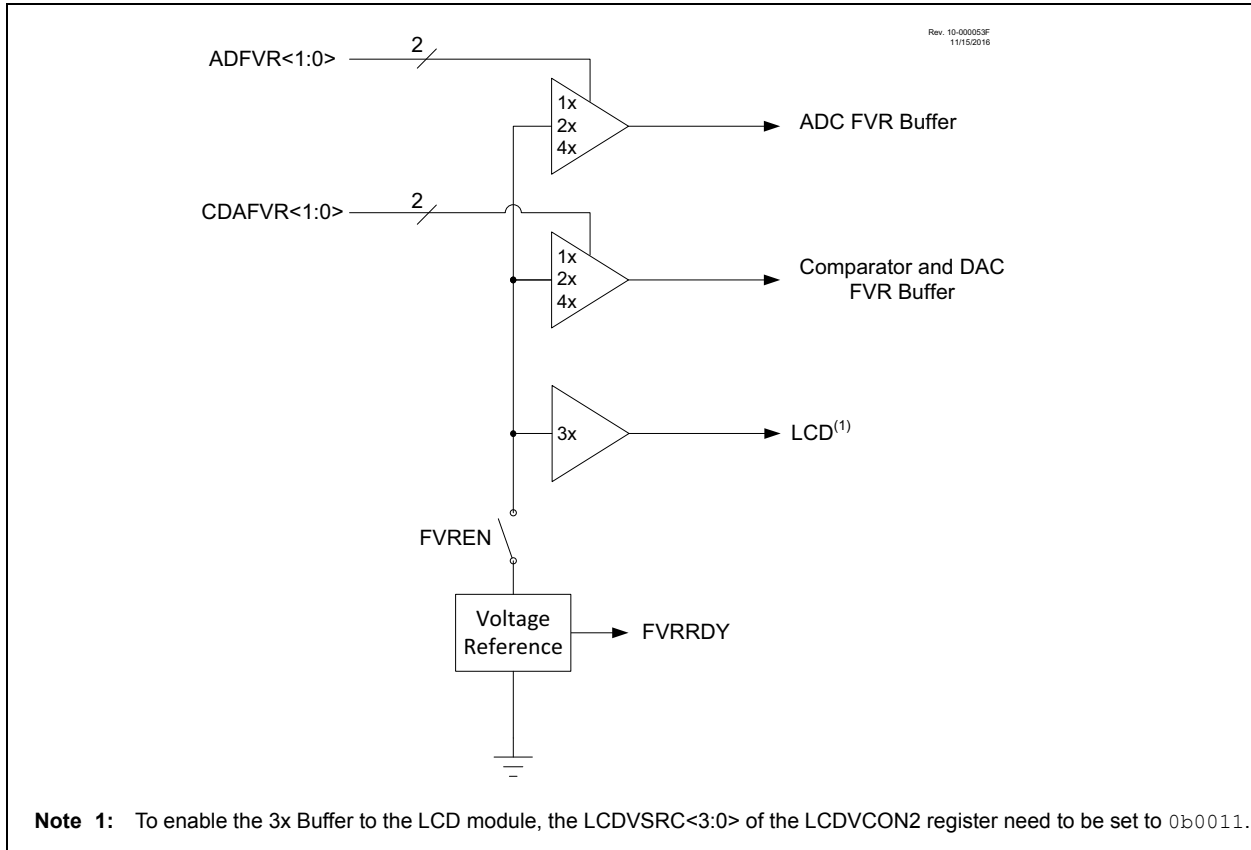 Rev. 10-000053F
11/15/2016
2
ADFVR<1:0>
1x
2x
4x
ADC FVR Buffer
2
CDAFVR<1:0>
1x
2x
4x
Comparator and DAC
FVR Buffer
3x
LCD(1)
FVREN
Voltage
Reference
FVRRDY
Note 1: To enable the 3x Buffer to the LCD module, the LCDVSRC<3:0> of the LCDVCON2 register need to be set to 0b0011.